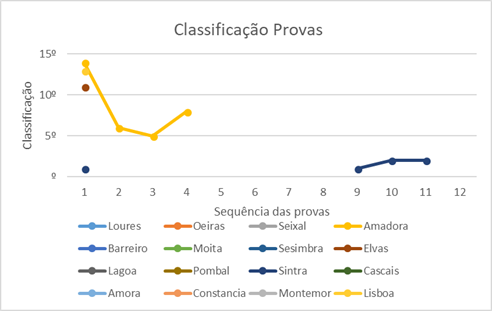 Classificação Provas
15º
10º
5º
º
Classificação
1 2 3 4 5 6 7 8 9 10 11 12
Sequência das provas
Loures Oeiras Seixal Amadora
Barreiro Moita Sesimbra Elvas
Lagoa Pombal Sintra Cascais
Amora Constancia Montemor Lisboa